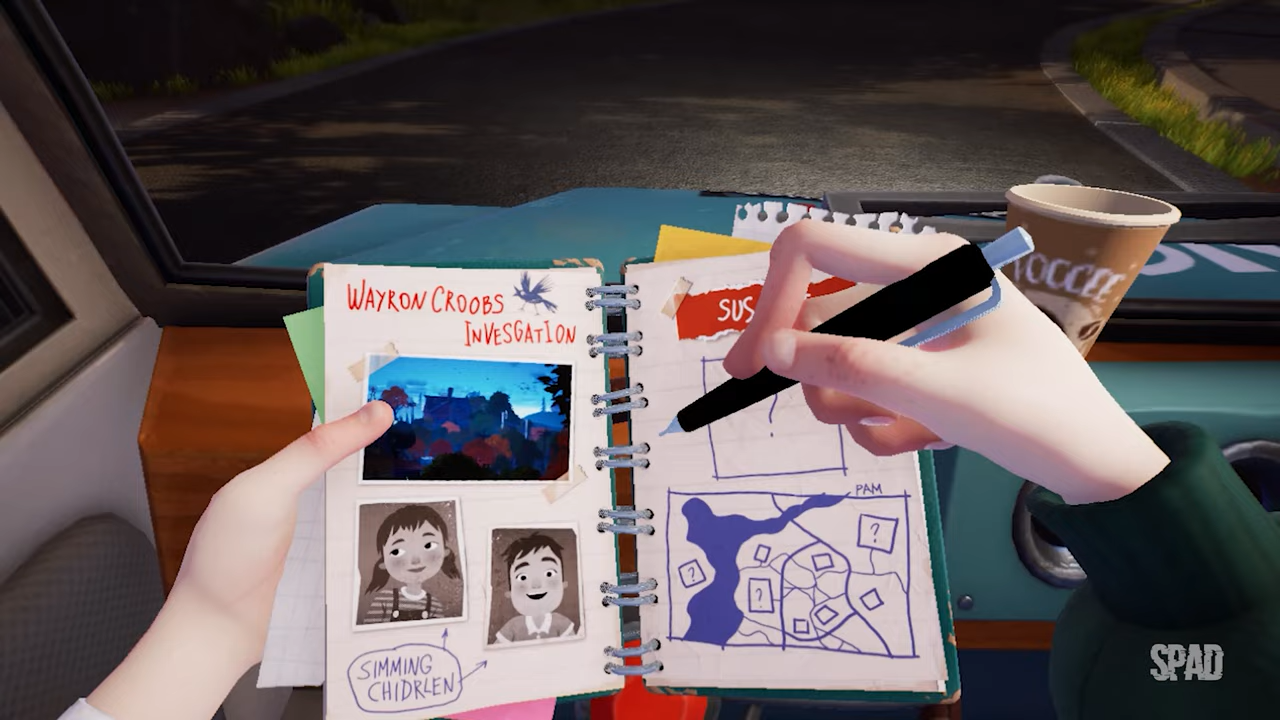 WAYRON CROOBS
INVESGATION
SUS
?
PAM
?
?
?
SIMMING
CHIDRLEN
SPAD